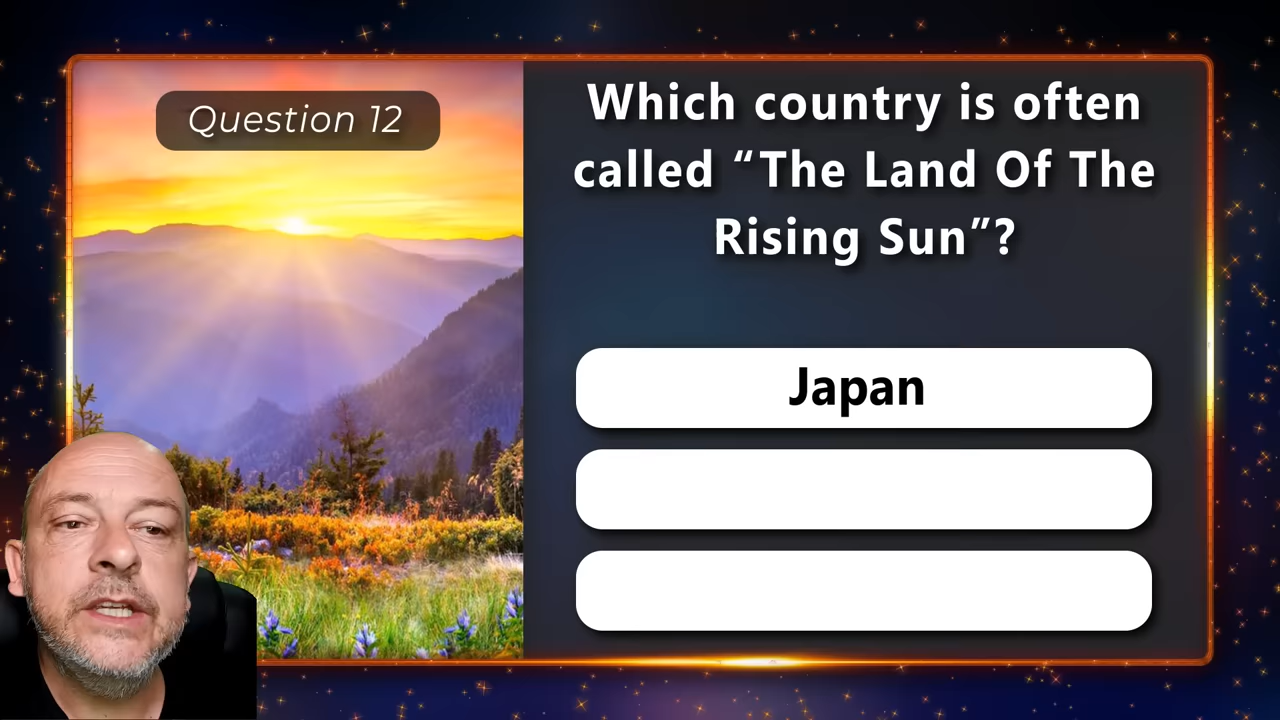 Question 12
Which country is often
called “The Land Of The
Rising Sun”?
Japan